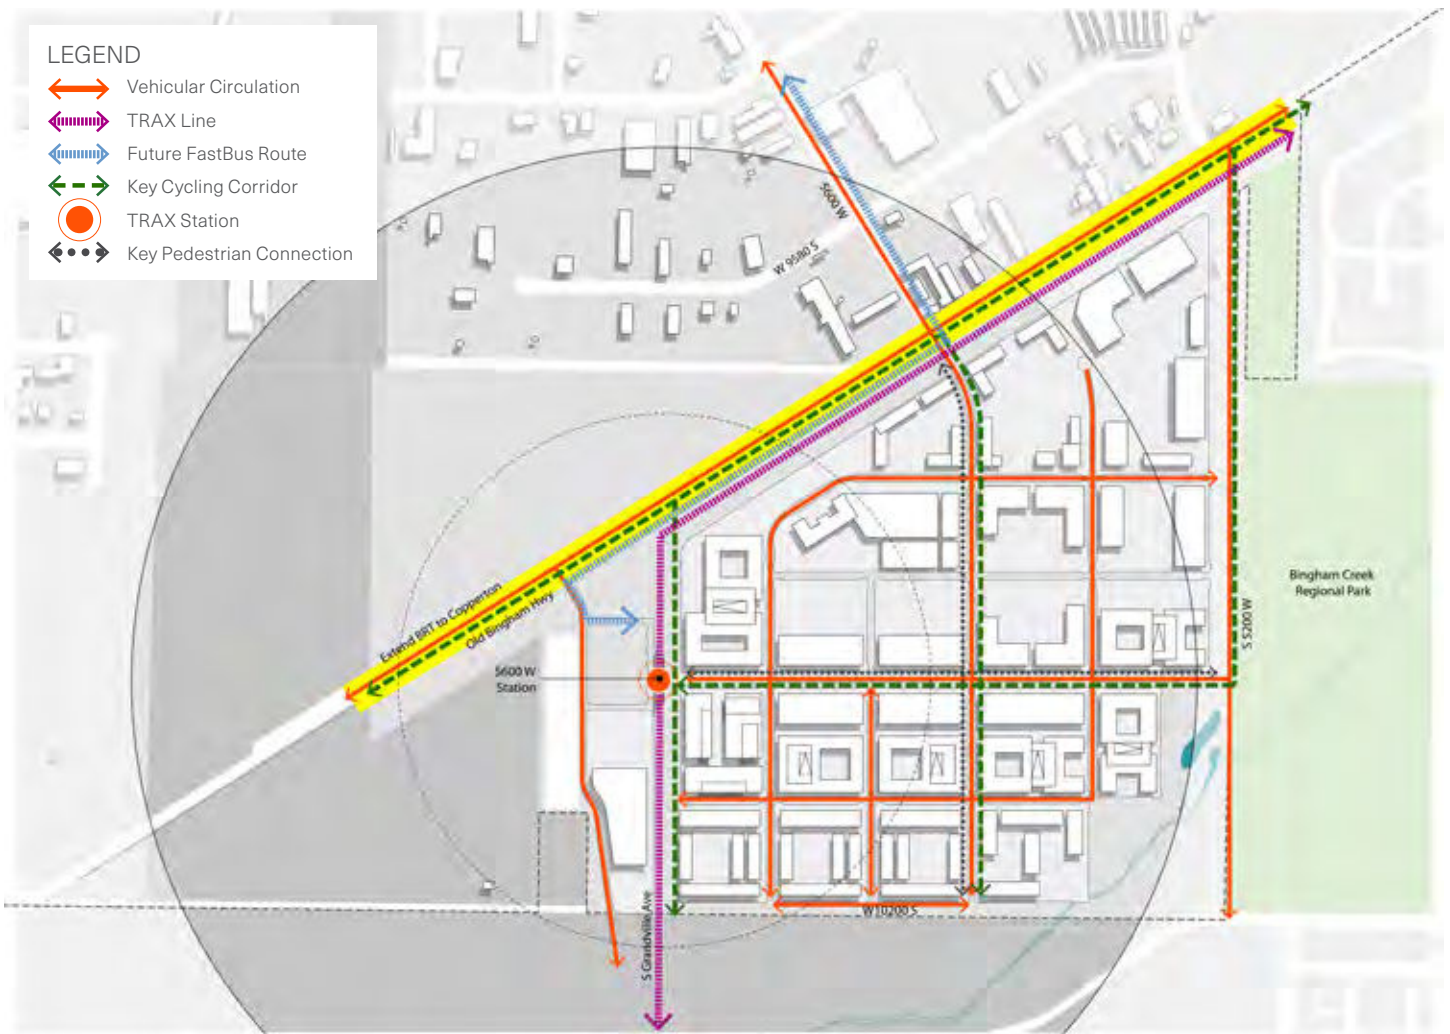 LEGEND
Vehicular Circulation
TRAX Line
Future FastBus Route
Key Cycling Corridor
TRAX Station
Key Pedestrian Connection
5600 W
W 9580 S
Extend BRT to Copperton
Old Bingham Hwy
5600 W
Station
Bingham Creek
Regional Park
S 5200 W
W10200 S
S Grandville Ave